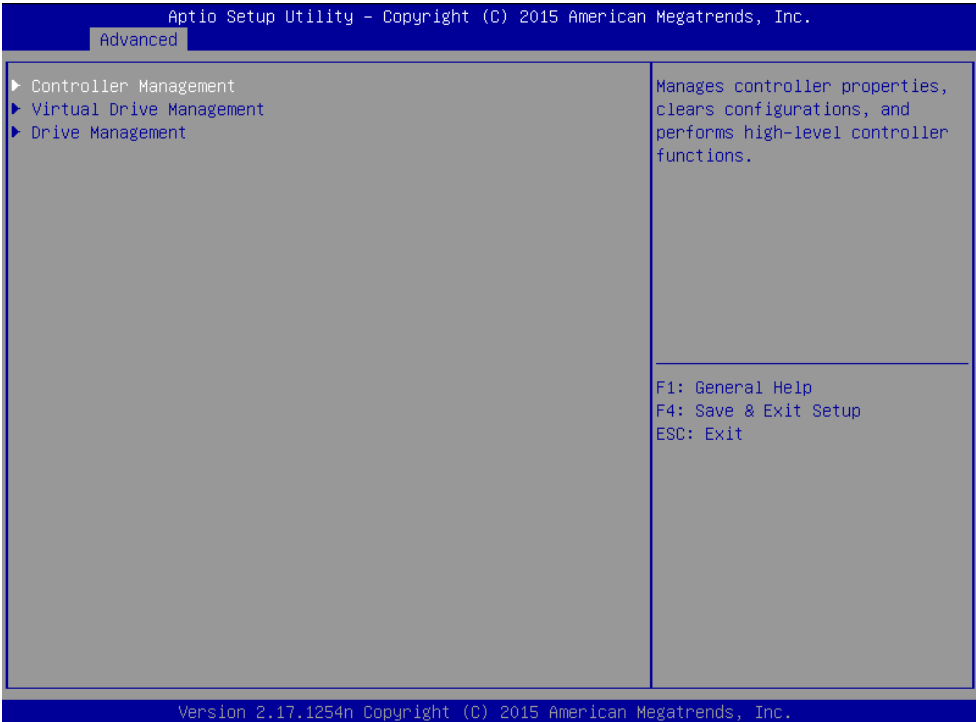 Aptio Setup Utility – Copyright (C) 2015 American Megatrends, Inc.
Advanced
Controller Management
Virtual Drive Management
Drive Management
Manages controller properties,
clears configurations, and
performs high-level controller
functions.
F1: General Help
F4: Save & Exit Setup
ESC: Exit
Version 2.17.1254n Copyright (C) 2015 American Megatrends, Inc.